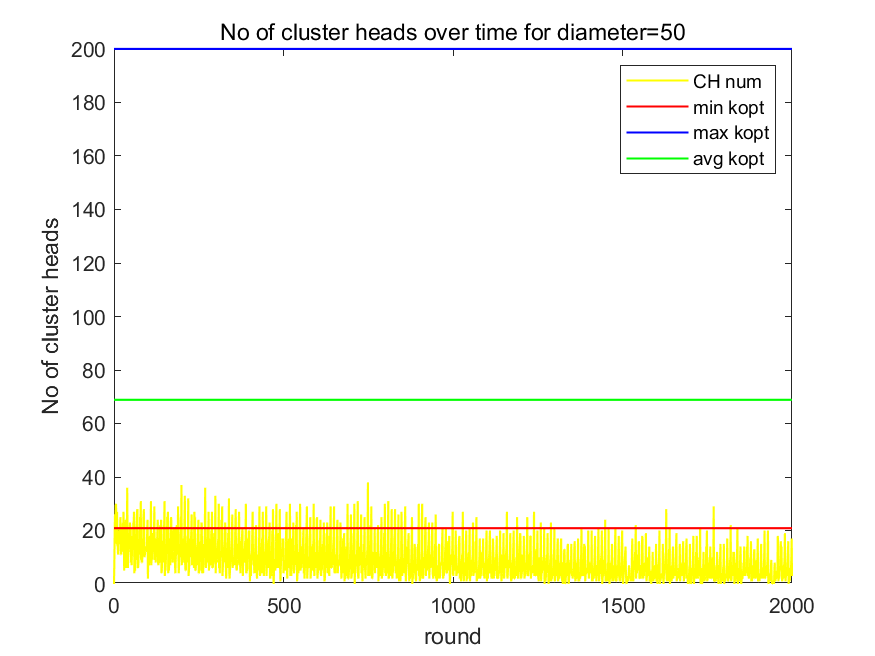 No of cluster heads over time for diameter=50
200
180
160
140
120
100
80
60
40
20
0
No of cluster heads
CH num
min kopt
max kopt
avg kopt
0
500
1000
1500
2000
round